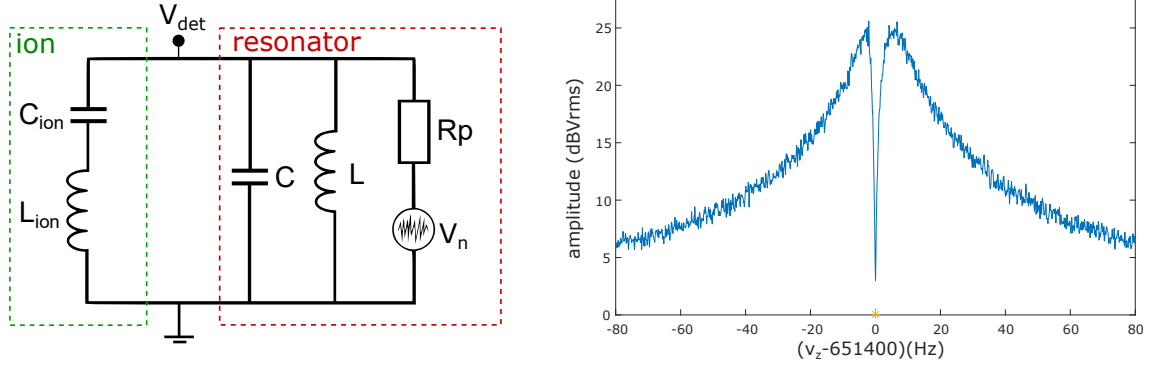 V_det
ion
resonator
C_ion
L_ion
C
L
Rp
V_n
amplitude (dBVrms)
25
20
15
10
5
0
-80 -60 -40 -20 0 20 40 60 80
(v_z-651400)(Hz)